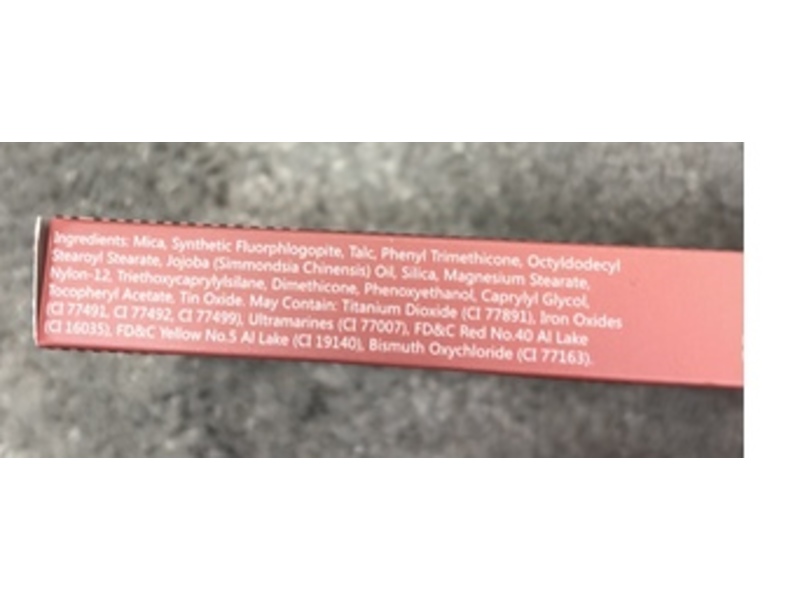 Ingredients: Mica, Synthetic Fluorphlogopite, Talc, Phenyl Trimethicone, Octyldodecyl
Stearoyl Stearate, Jojoba (Simmondsia Chinensis) Oil, Silica, Magnesium Stearate,
Nylon-12, Triethoxycaprylylsilane, Dimethicone, Phenoxyethanol, Caprylyl Glycol,
Tocopheryl Acetate, Tin Oxide. May Contain: Titanium Dioxide (CI 77891), Iron Oxides
(CI 77491, CI 77492, CI 77499), Ultramarines (CI 77007), FD&C Red No.40 Al Lake
(CI 16035), FD&C Yellow No.5 Al Lake (CI 19140), Bismuth Oxychloride (CI 77163).